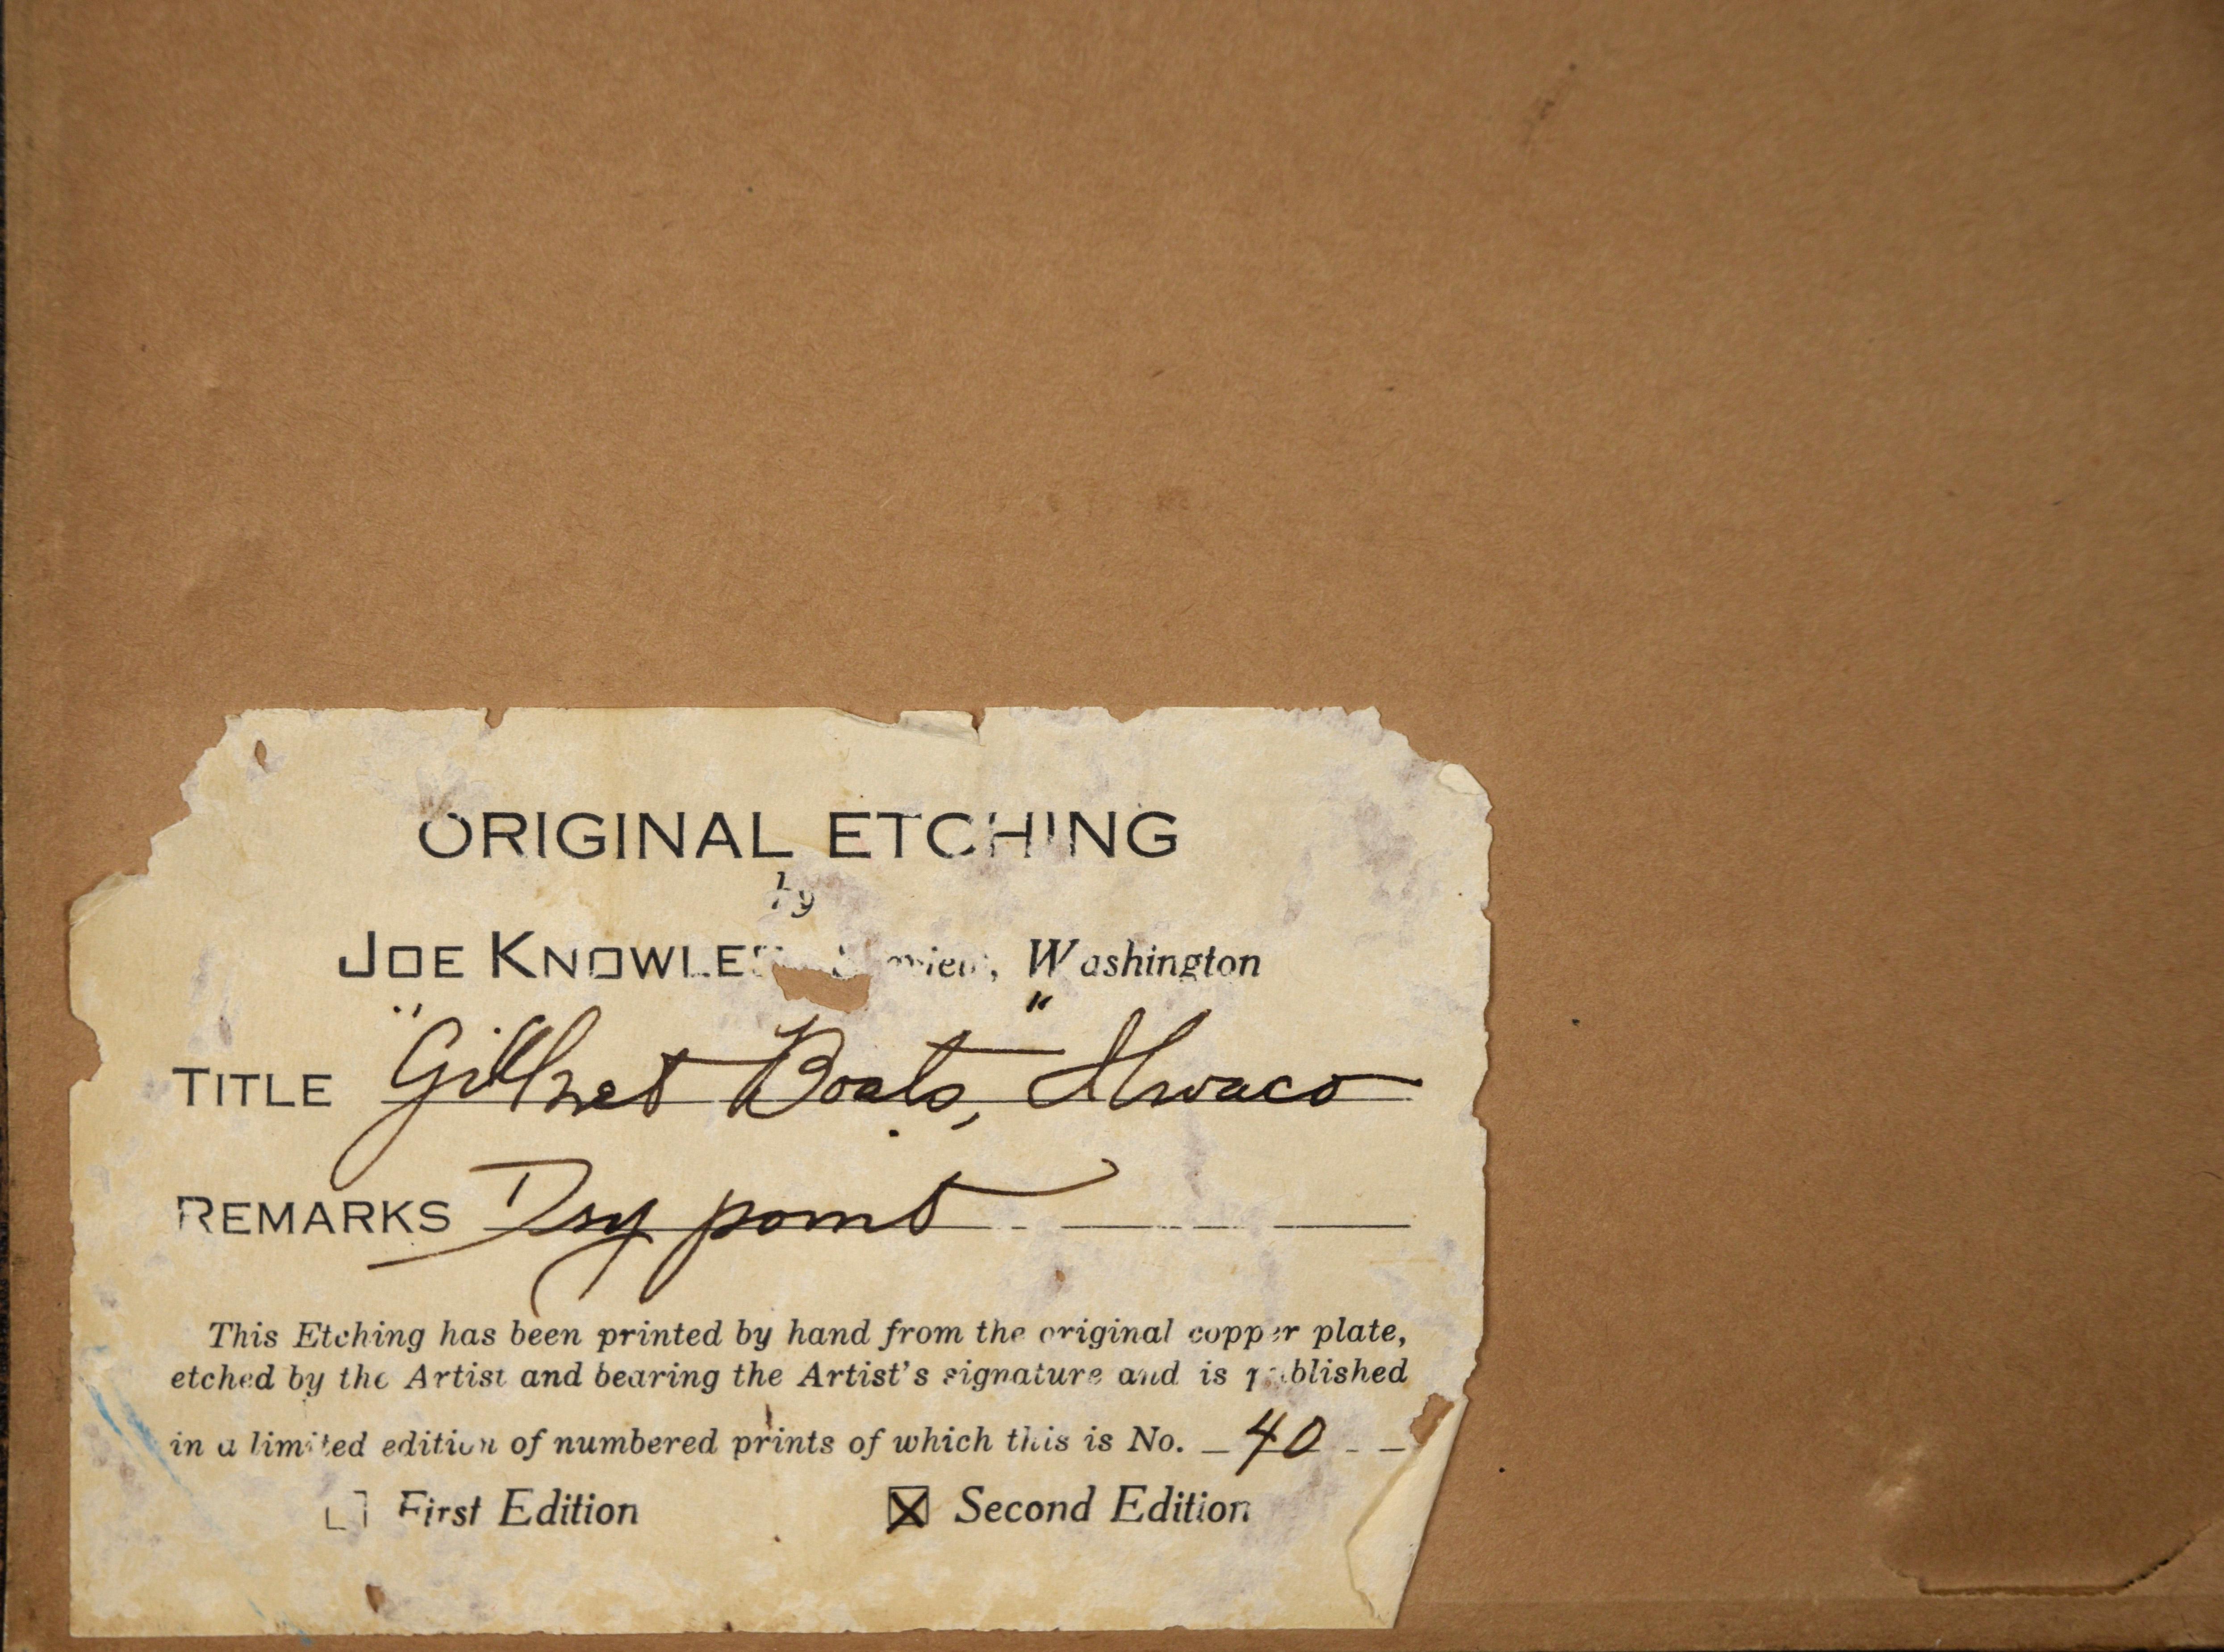 ORIGINAL ETCHING
by
JOE KNOWLES Washington
TITLE "Gillnet Boats," Ilwaco
REMARKS Dry point
This Etching has been printed by hand from the original copper plate,
etched by the Artist and bearing the Artist's signature and is published
in a limited edition of numbered prints of which this is No. 40
First Edition
☒ Second Edition